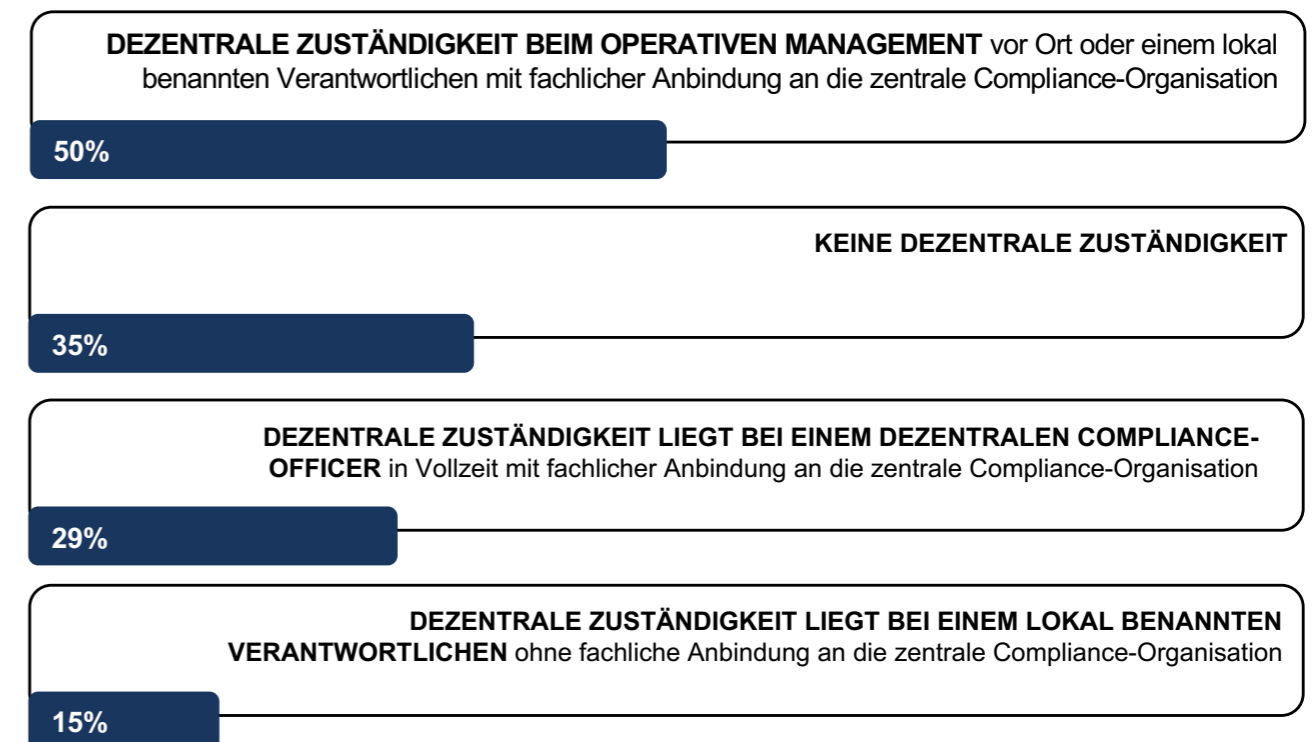 DEZENTRALE ZUSTÄNDIGKEIT BEIM OPERATIVEN MANAGEMENT vor Ort oder einem lokal
benannten Verantwortlichen mit fachlicher Anbindung an die zentrale Compliance-Organisation
50%
KEINE DEZENTRALE ZUSTÄNDIGKEIT
35%
DEZENTRALE ZUSTÄNDIGKEIT LIEGT BEI EINEM DEZENTRALEN COMPLIANCE-
OFFICER in Vollzeit mit fachlicher Anbindung an die zentrale Compliance-Organisation
29%
DEZENTRALE ZUSTÄNDIGKEIT LIEGT BEI EINEM LOKAL BENANNTEN
VERANTWORTLICHEN ohne fachliche Anbindung an die zentrale Compliance-Organisation
15%